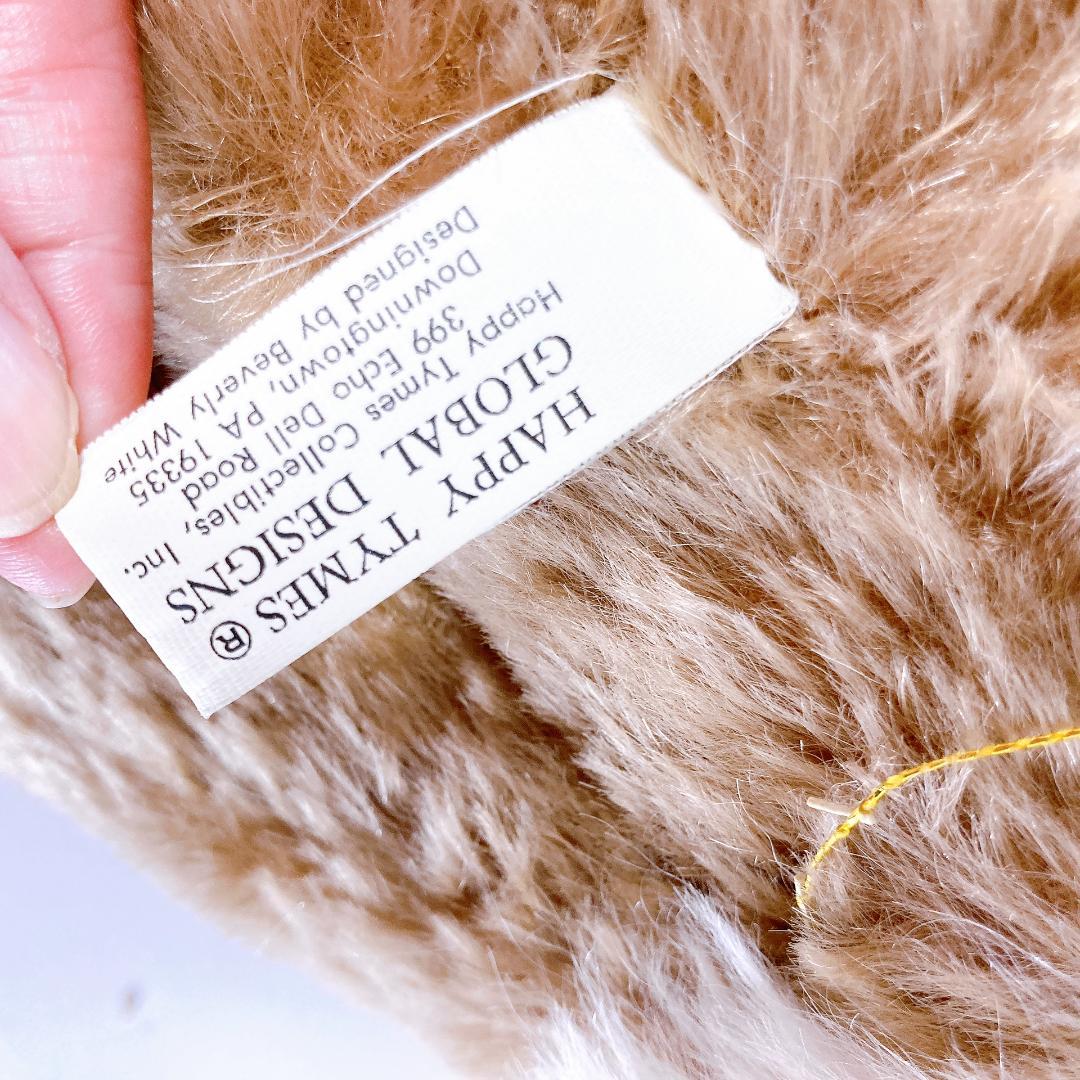 HAPPY TYMES ®
GLOBAL DESIGNS
Happy Tymes Collectibles, Inc.
399 Echo Dell Road
Downingtown, PA 19335
Designed by Beverly White